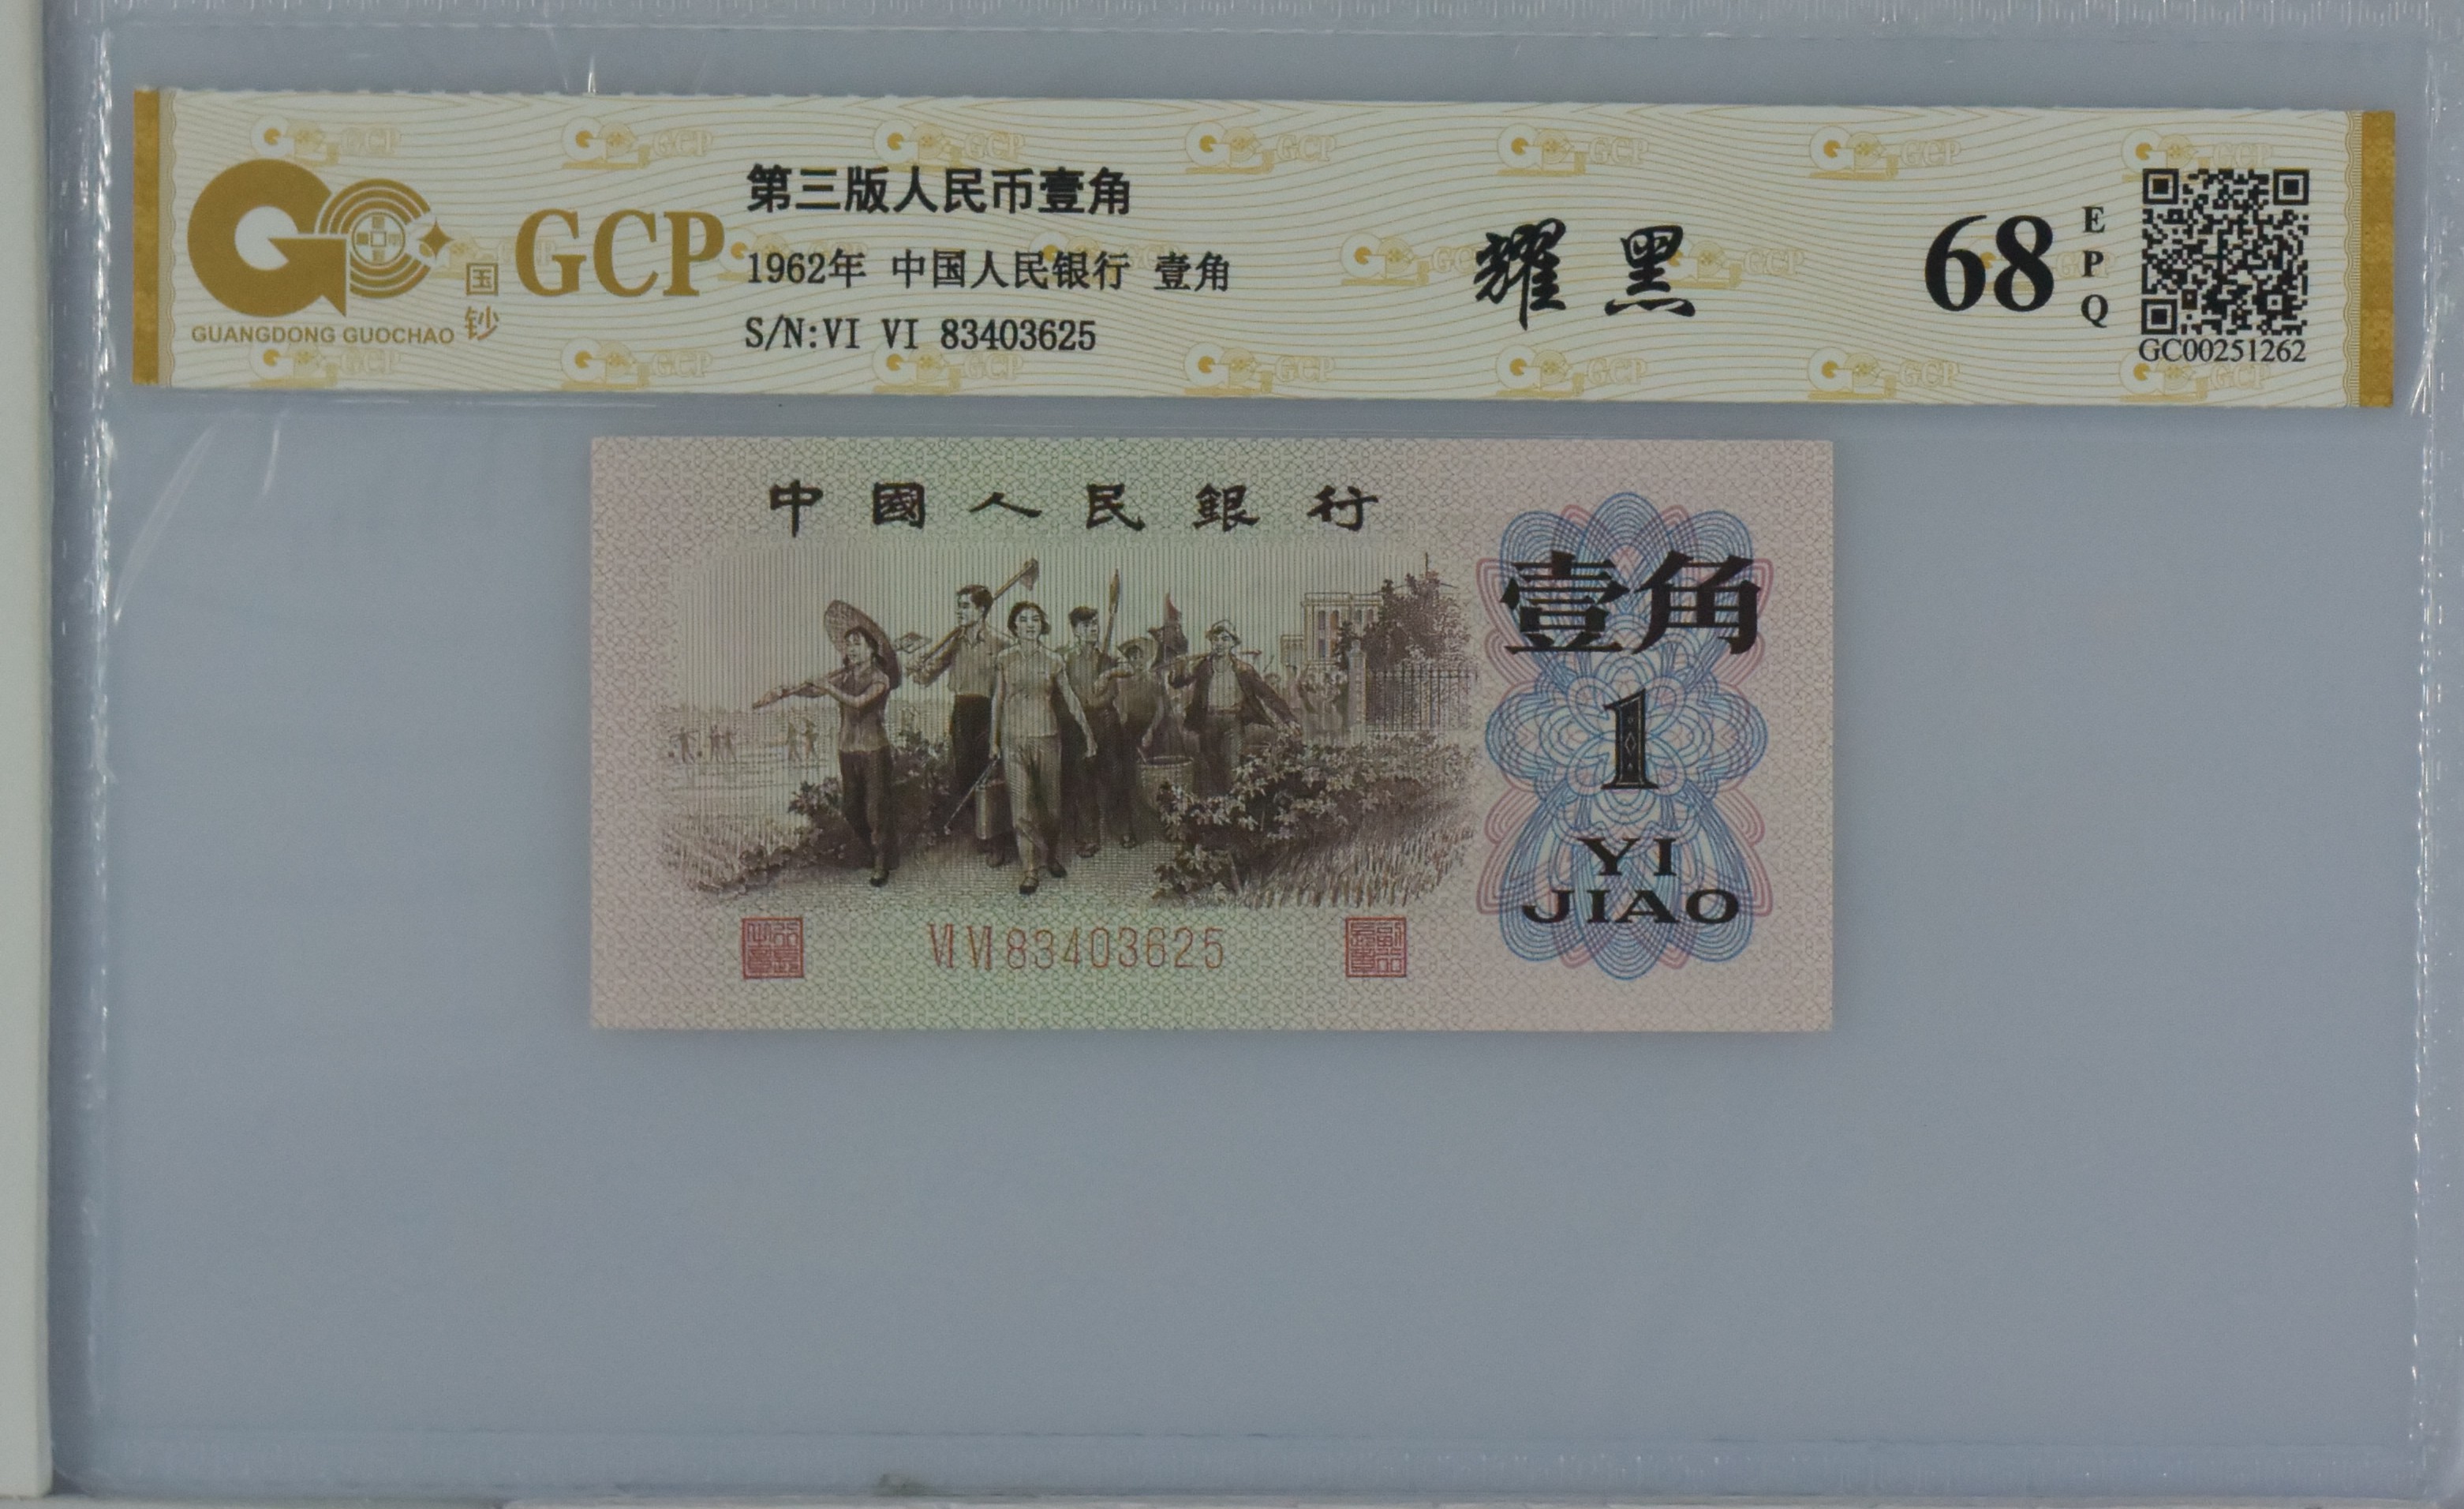 GCP
国钞
GUANGDONG GUOCHAO
第三版人民币壹角
1962年 中国人民银行 壹角
S/N:VI VI 83403625
耀黑
68
EPQ
GC00251262
中國人民銀行
壹角
1
YI
JIAO
VI VI 83403625